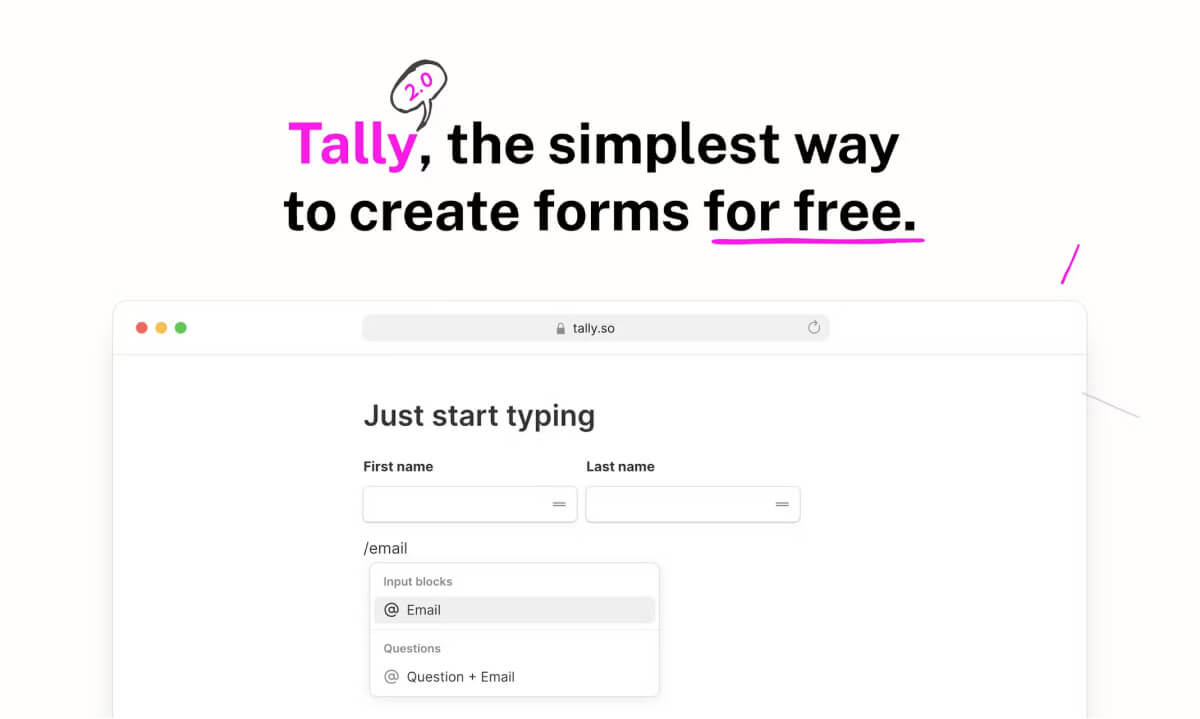 2.0
Tally, the simplest way
to create forms for free.
tally.so
Just start typing
First name Last name
/email
Input blocks
@ Email
Questions
@ Question + Email